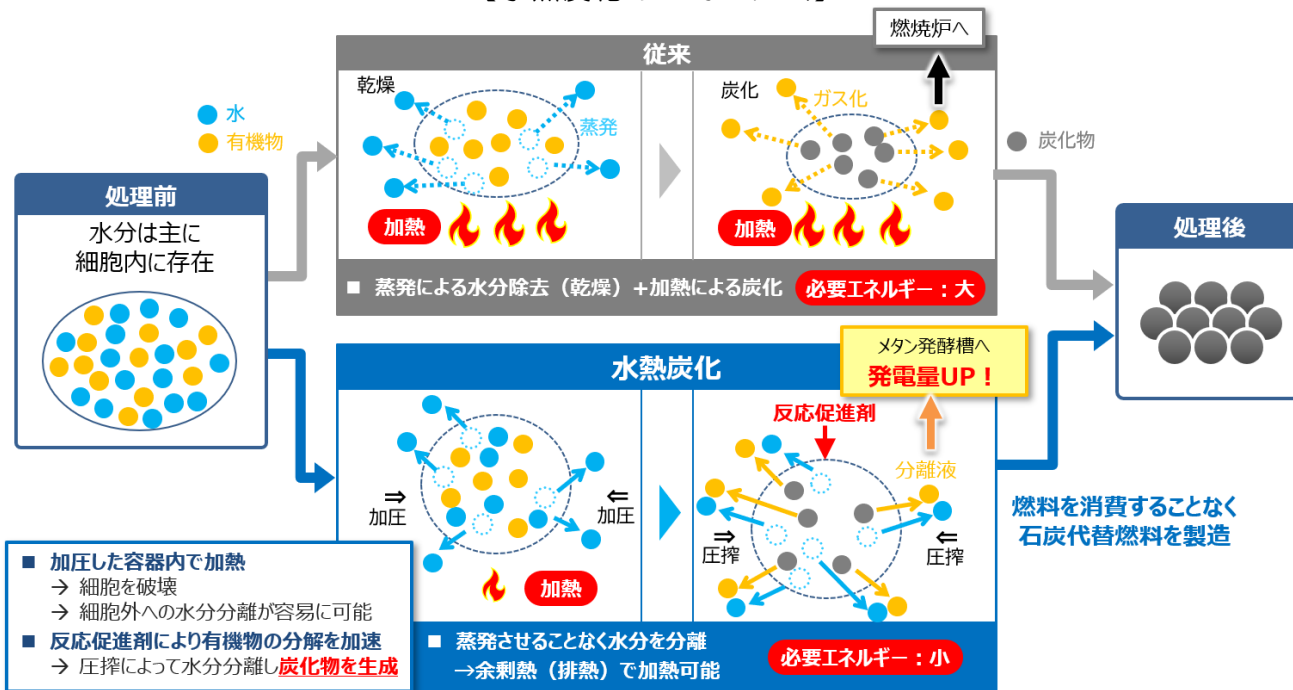 燃焼炉へ
従来
水
有機物
乾燥
蒸発
加熱
炭化
ガス化
加熱
炭化物
■ 蒸発による水分除去（乾燥）+加熱による炭化
必要エネルギー：大
処理前
水分は主に
細胞内に存在
処理後
水熱炭化
メタン発酵槽へ
発電量UP！
⇒
加圧
⇐
加圧
加熱
反応促進剤
分離液
⇒
圧搾
⇐
圧搾
■ 蒸発させることなく水分を分離
→余剰熱（排熱）で加熱可能
必要エネルギー：小
燃料を消費することなく
石炭代替燃料を製造
■ 加圧した容器内で加熱
→ 細胞を破壊
→ 細胞外への水分分離が容易に可能
■ 反応促進剤により有機物の分解を加速
→ 圧搾によって水分分離し炭化物を生成